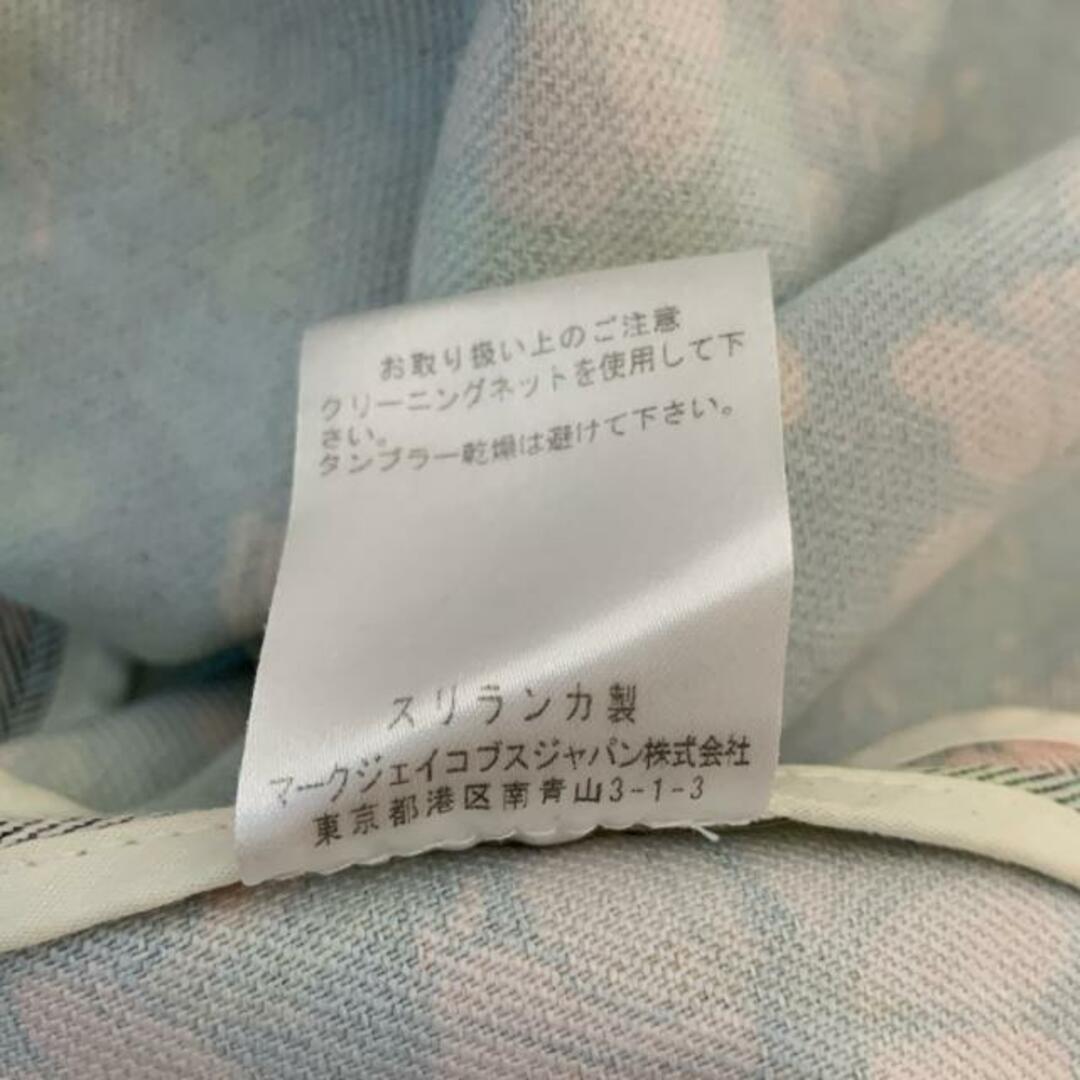 お取り扱い上のご注意
クリーニングネットを使用して下
さい。
タンブラー乾燥は避けて下さい。
スリランカ製
マークジェイコブスジャパン株式会社
東京都港区南青山3-1-3